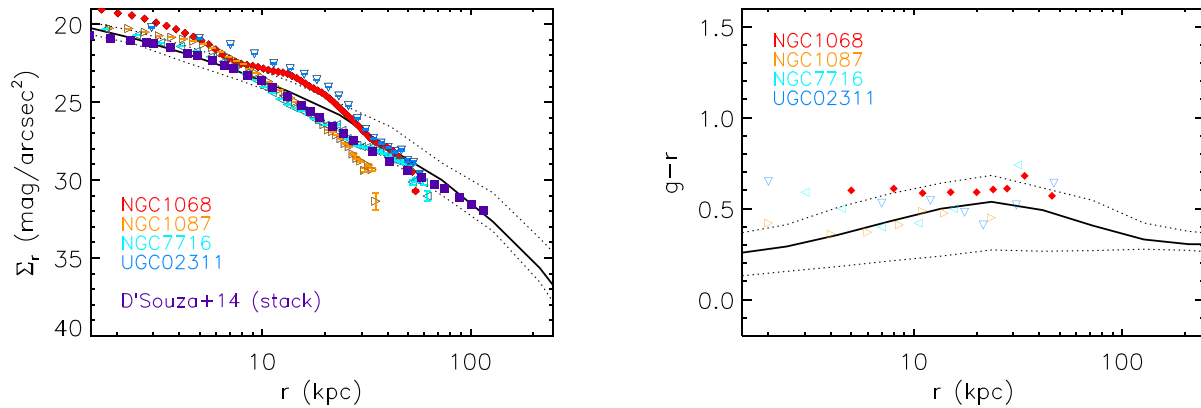 20
25
30
35
40
Σr (mag/arcsec²)
NGC1068
NGC1087
NGC7716
UGC02311
D'Souza+14 (stack)
10
100
r (kpc)
1.5
1.0
0.5
0.0
g-r
NGC1068
NGC1087
NGC7716
UGC02311
10
100
r (kpc)